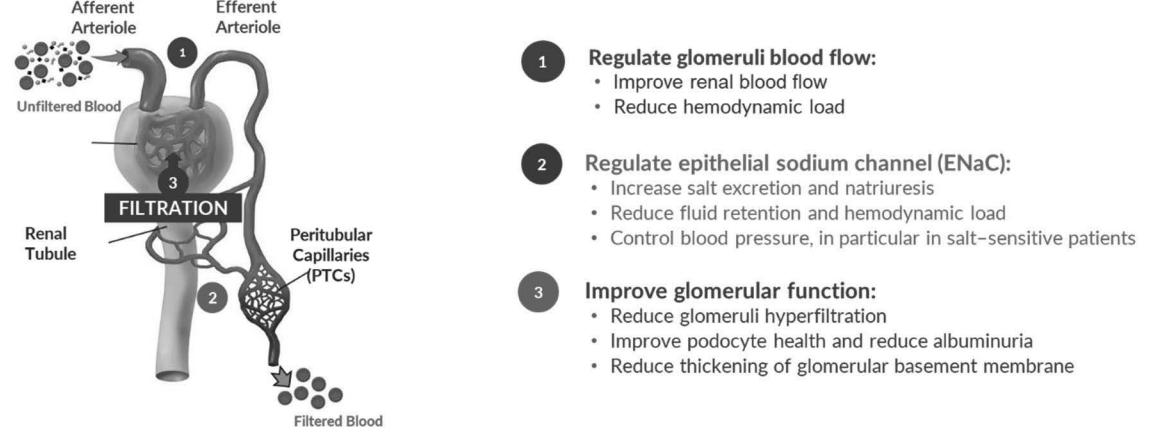 Afferent
Arteriole
Efferent
Arteriole
1
Unfiltered Blood
3
FILTRATION
Renal
Tubule
Peritubular
Capillaries
(PTCs)
2
Filtered Blood
1 Regulate glomeruli blood flow:
• Improve renal blood flow
• Reduce hemodynamic load
2 Regulate epithelial sodium channel (ENaC):
• Increase salt excretion and natriuresis
• Reduce fluid retention and hemodynamic load
• Control blood pressure, in particular in salt–sensitive patients
3 Improve glomerular function:
• Reduce glomeruli hyperfiltration
• Improve podocyte health and reduce albuminuria
• Reduce thickening of glomerular basement membrane